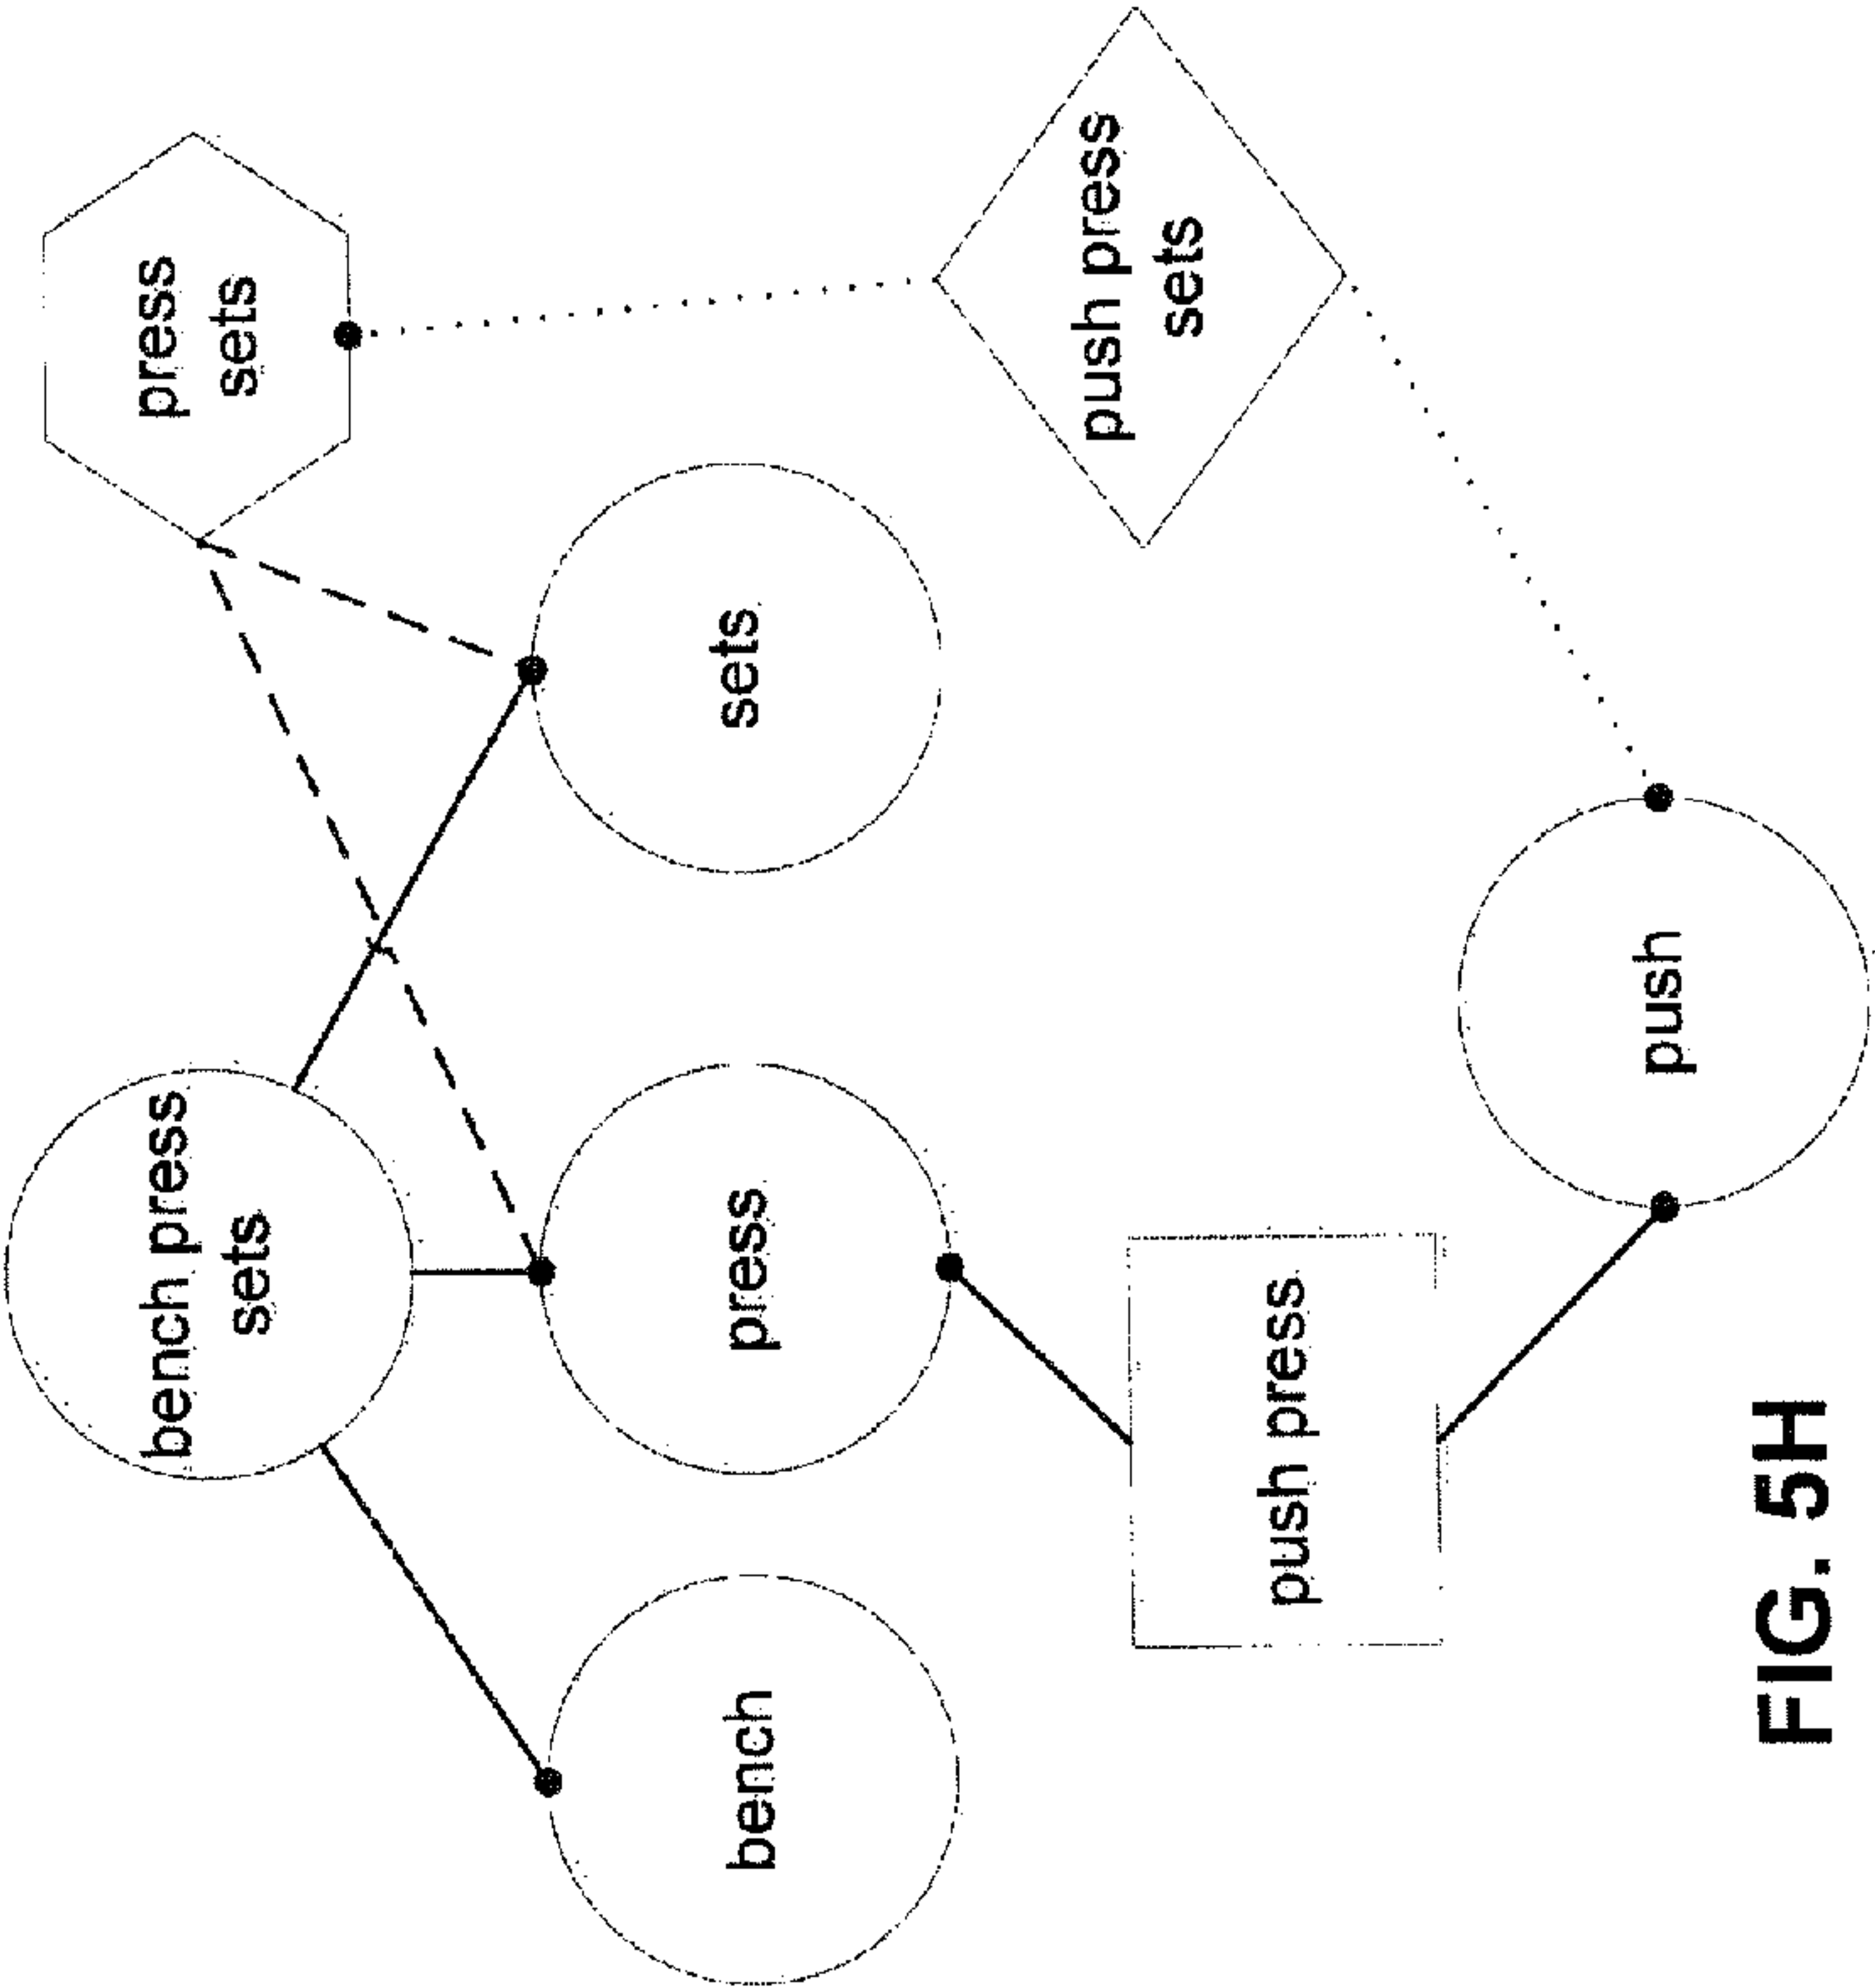 bench press
sets
press
sets
bench
press
sets
push press
push press
sets
push
FIG. 5H